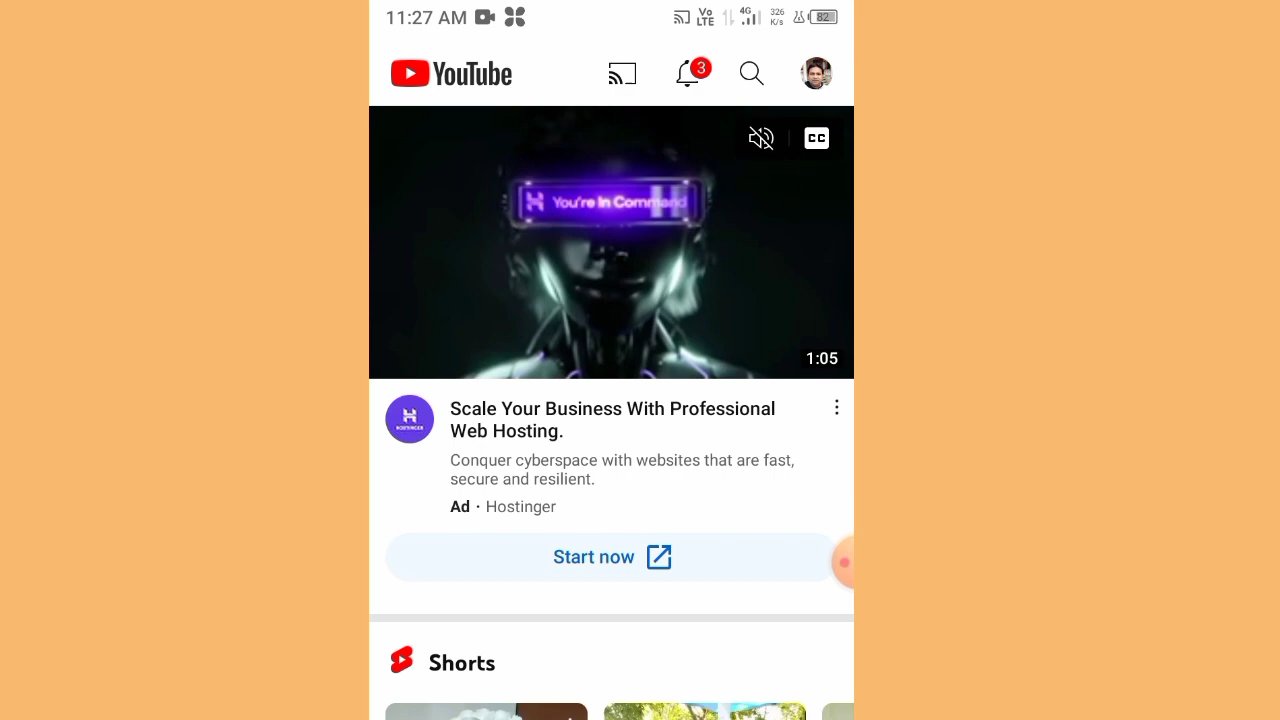 11:27 AM
Vo
LTE
4G
326
K/s
82
YouTube
3
CC
You're In Command
1:05
HOSTINGER
Scale Your Business With Professional
Web Hosting.
Conquer cyberspace with websites that are fast,
secure and resilient.
Ad · Hostinger
Start now
Shorts